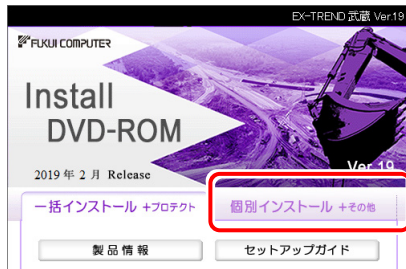 EX-TREND 武蔵 Ver.19
FUKUI COMPUTER
Install
DVD-ROM
2019 年 2 月 Release
Ver.19
一括インストール +プロテクト
個別インストール +その他
製品情報
セットアップガイド